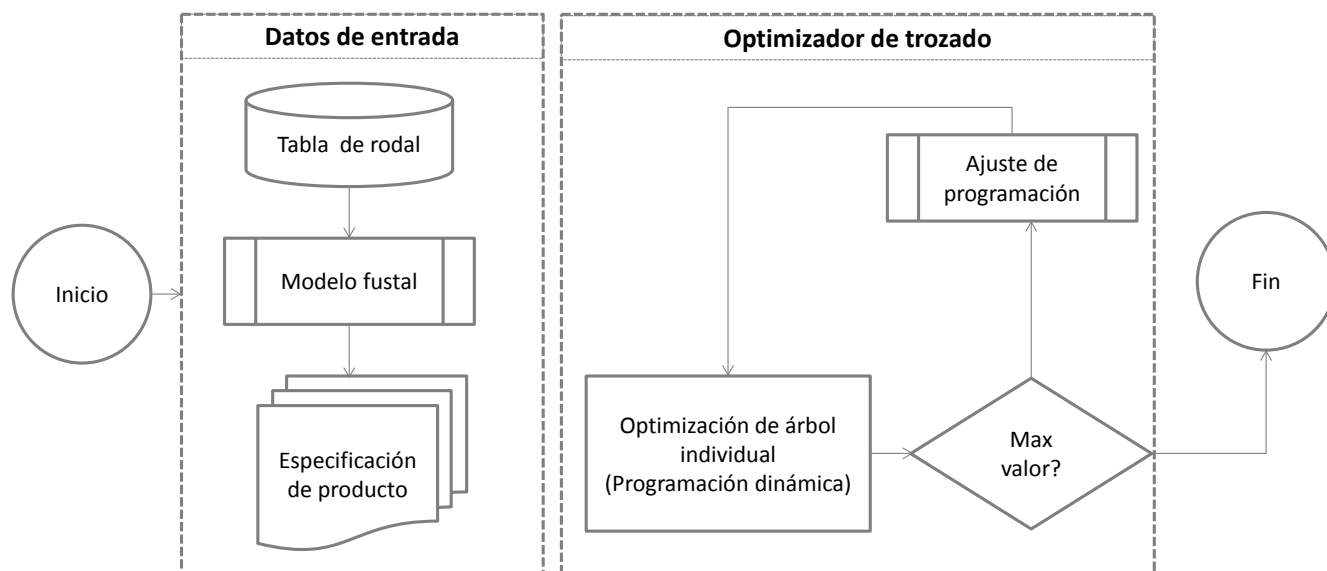 Datos de entrada
Optimizador de trozado
Tabla de rodal
Ajuste de
programación
Modelo fustal
Inicio
Fin
Especificación
de producto
Optimización de árbol
individual
(Programación dinámica)
Max
valor?